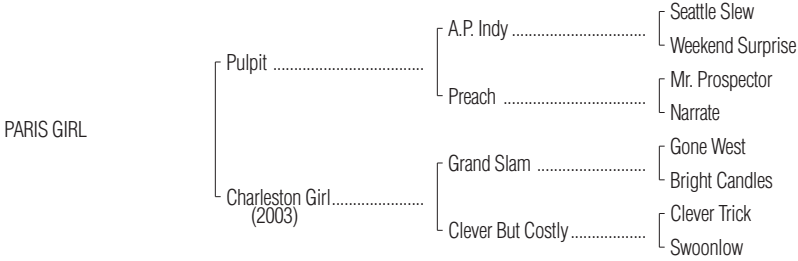 Seattle Slew
A.P. Indy ..................................
Weekend Surprise
Pulpit ......................................
Mr. Prospector
Preach ....................................
Narrate
PARIS GIRL
Gone West
Grand Slam ...........................
Bright Candles
Charleston Girl.......................
(2003)
Clever Trick
Clever But Costly...................
Swoonlow